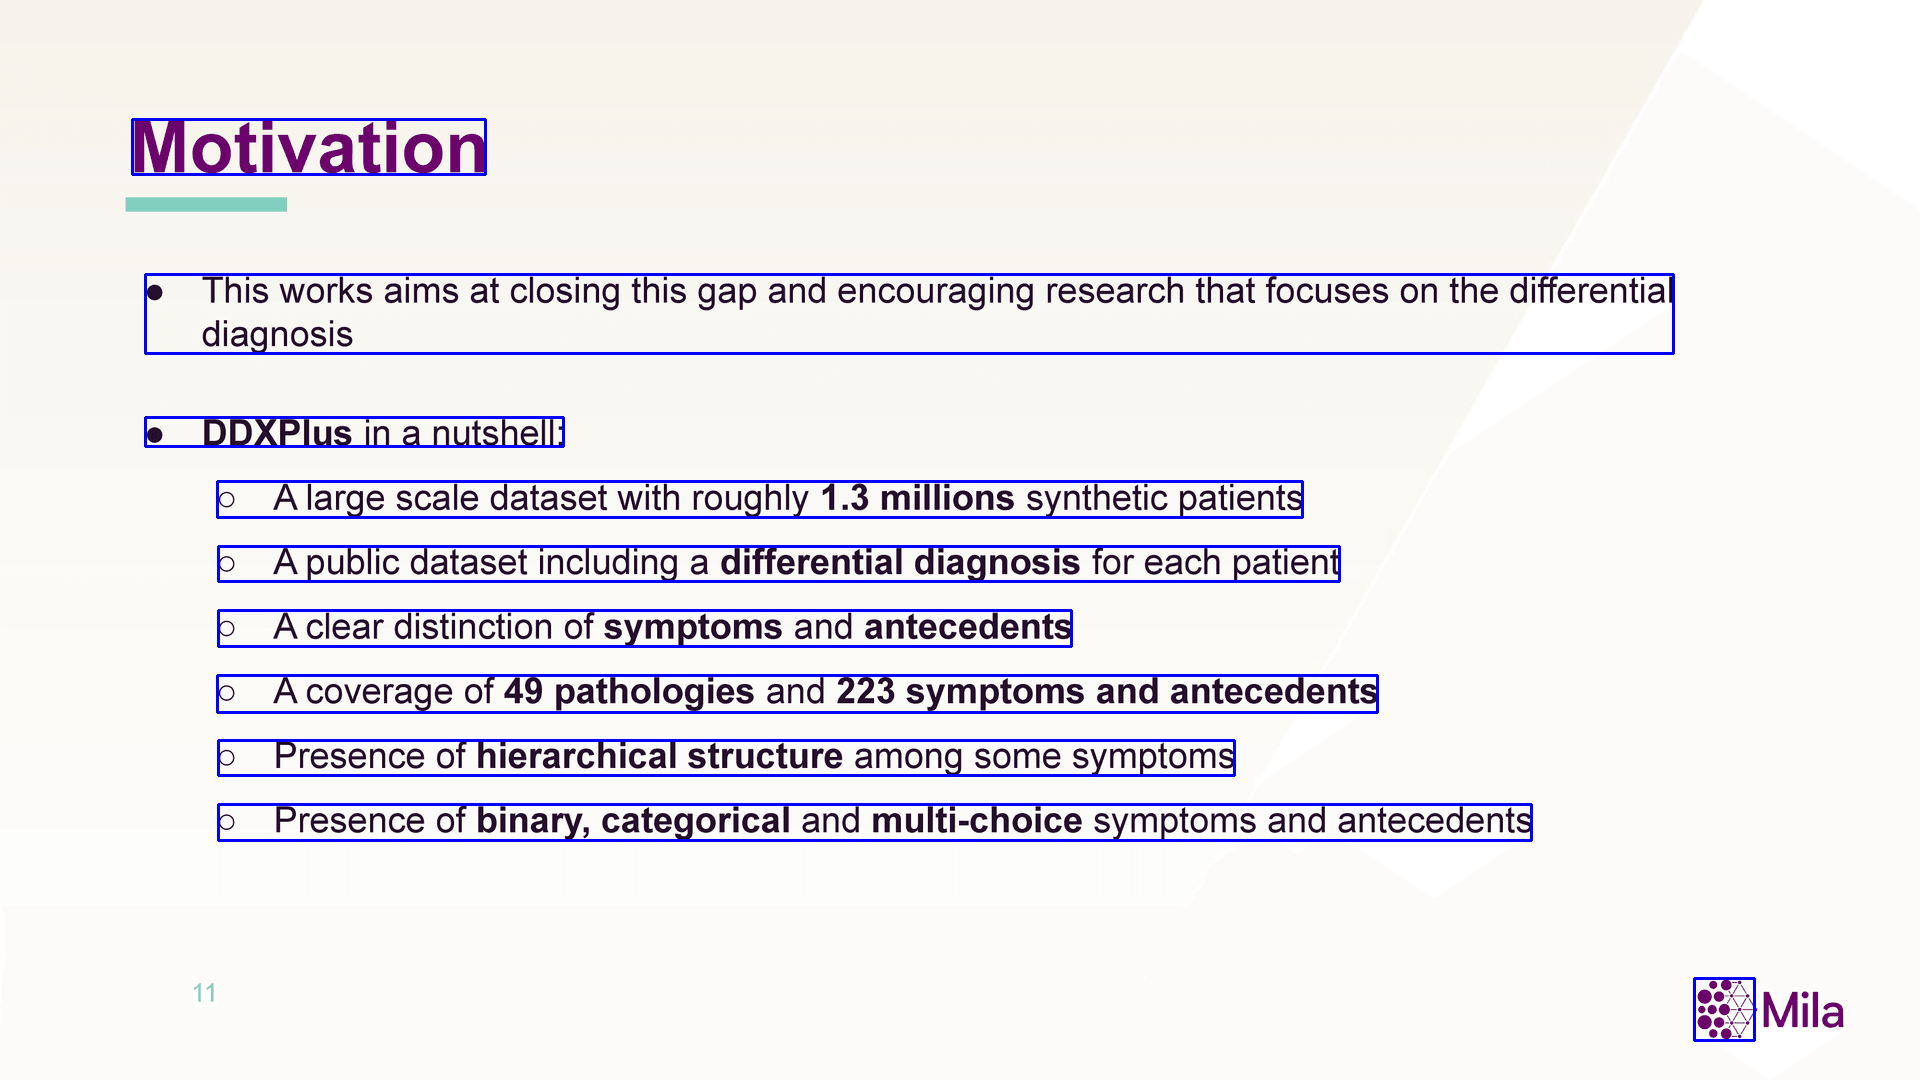 Motivation
● This works aims at closing this gap and encouraging research that focuses on the differential
diagnosis
● DDXPlus in a nutshell:
○ A large scale dataset with roughly 1.3 millions synthetic patients
○ A public dataset including a differential diagnosis for each patient
○ A clear distinction of symptoms and antecedents
○ A coverage of 49 pathologies and 223 symptoms and antecedents
○ Presence of hierarchical structure among some symptoms
○ Presence of binary, categorical and multi-choice symptoms and antecedents
11
Mila